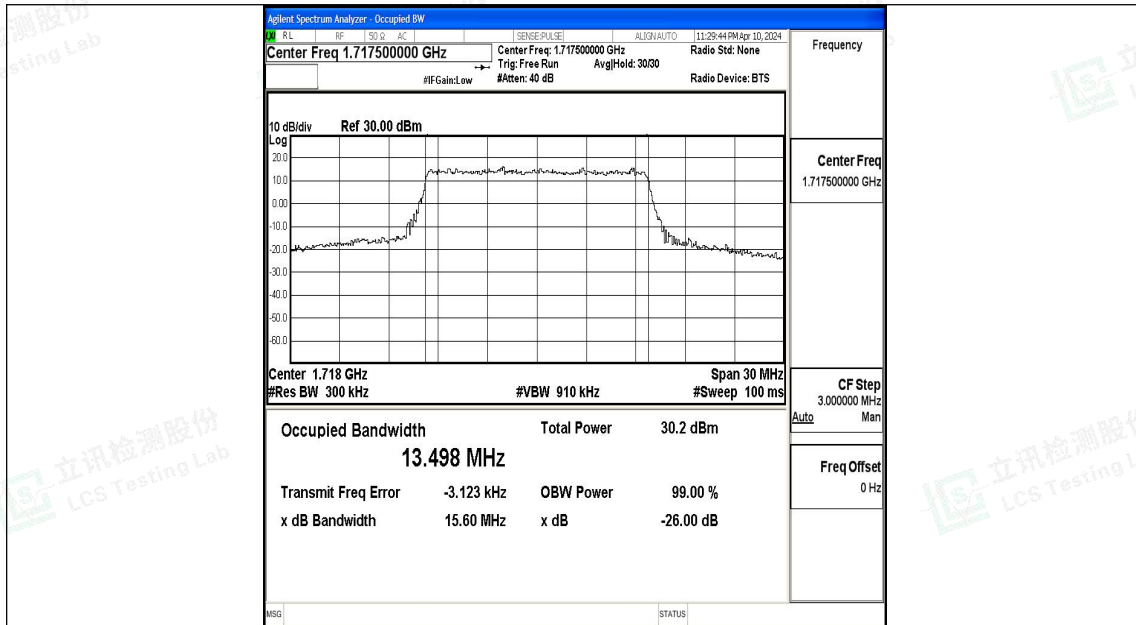 Agilent Spectrum Analyzer - Occupied BW
RL RF 50 Ω AC SENSE:PULSE ALIGNAUTO 11:29:44 PM Apr 10, 2024
Center Freq 1.717500000 GHz
Center Freq: 1.717500000 GHz
Radio Std: None
Trig: Free Run Avg|Hold: 30/30
#IFGain:Low
#Atten: 40 dB
Radio Device: BTS
10 dB/div Ref 30.00 dBm
Log
20.0
10.0
0.00
-10.0
-20.0
-30.0
-40.0
-50.0
-60.0
Center 1.718 GHz
Span 30 MHz
#Res BW 300 kHz
#VBW 910 kHz
#Sweep 100 ms
Occupied Bandwidth
13.498 MHz
Total Power 30.2 dBm
Transmit Freq Error -3.123 kHz
OBW Power 99.00 %
x dB Bandwidth 15.60 MHz
x dB -26.00 dB
MSG
STATUS
Frequency
Center Freq
1.717500000 GHz
CF Step
3.000000 MHz
Auto Man
Freq Offset
0 Hz
立讯检测股份
LCS Testing Lab
立讯检测股份
LCS Testing L
测股份
sting Lab
立